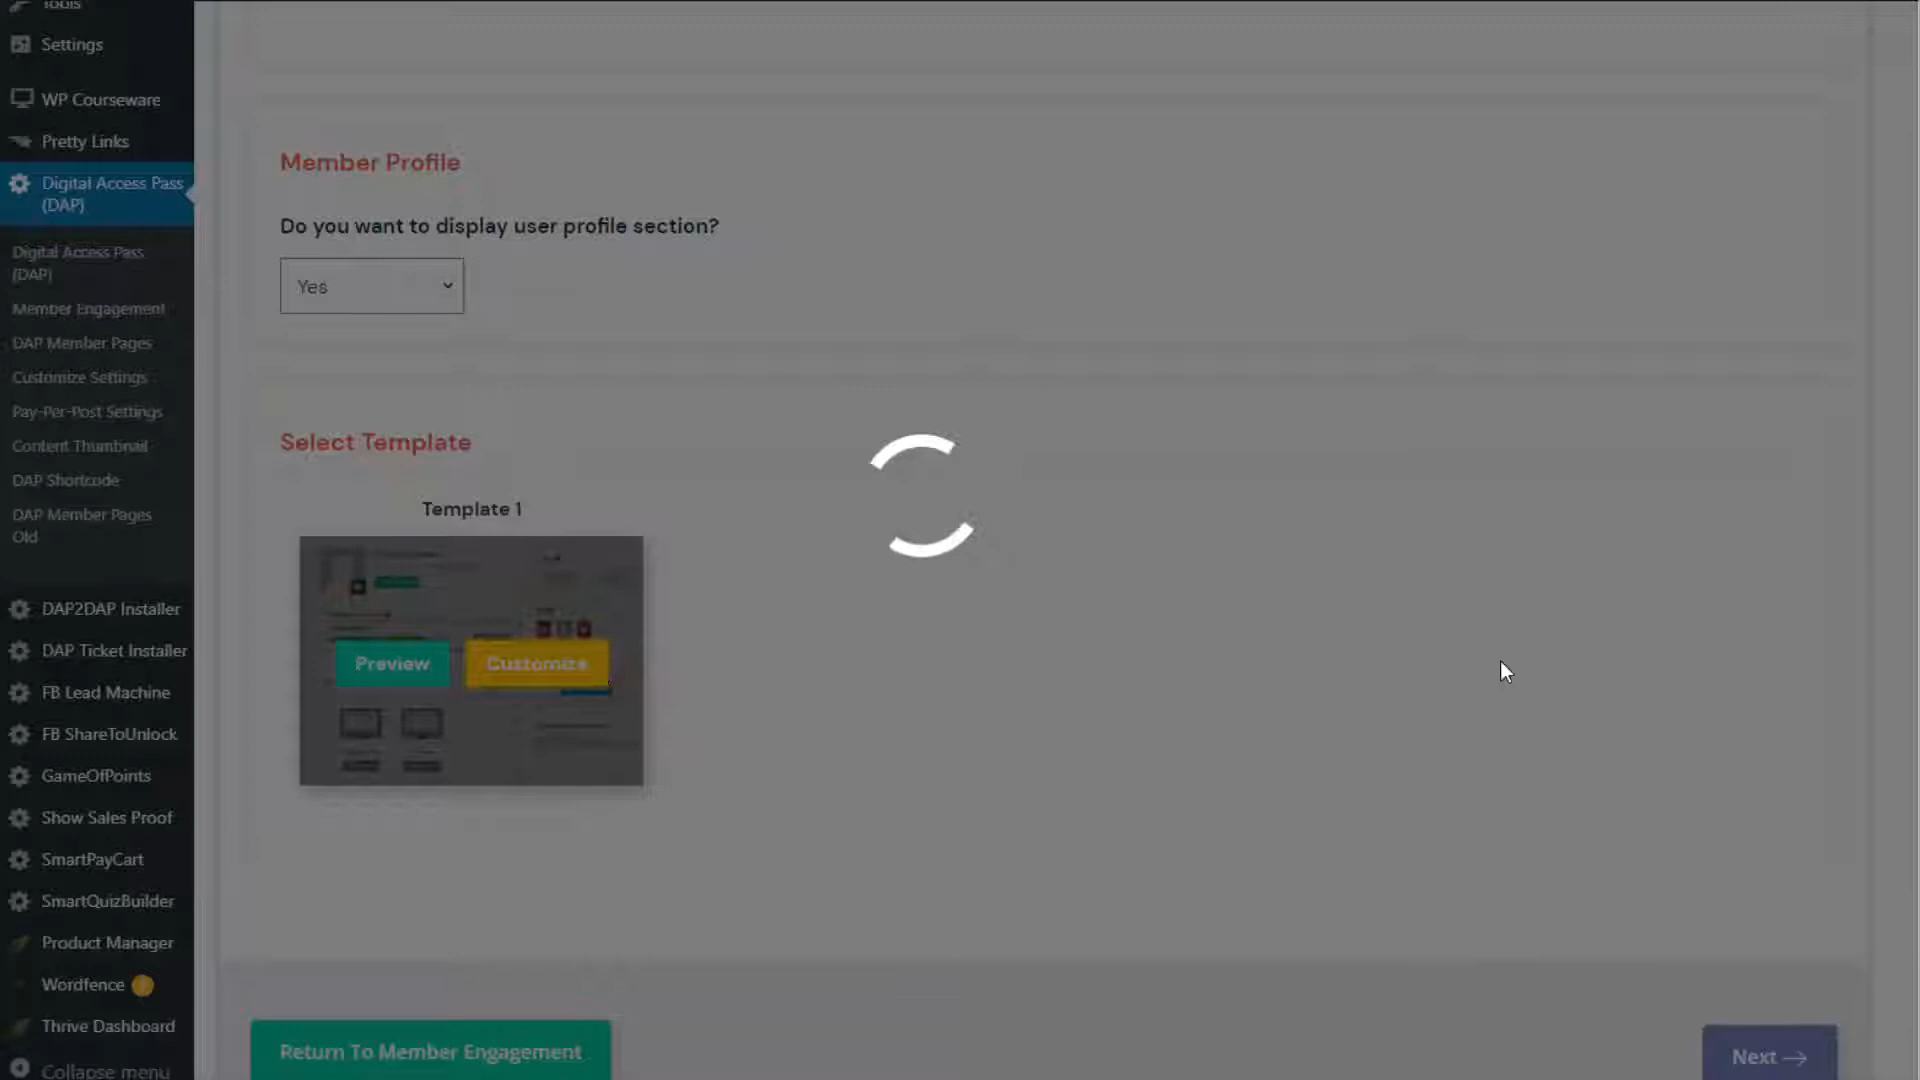 Tools
Settings
WP Courseware
Pretty Links
Digital Access Pass
(DAP)
Digital Access Pass
(DAP)
Member Engagement
DAP Member Pages
Customize Settings
Pay-Per-Post Settings
Content Thumbnail
DAP Shortcode
DAP Member Pages
Old
DAP2DAP Installer
DAP Ticket Installer
FB Lead Machine
FB ShareToUnlock
GameOfPoints
Show Sales Proof
SmartPayCart
SmartQuizBuilder
Product Manager
Wordfence
Thrive Dashboard
Collapse menu
Member Profile
Do you want to display user profile section?
Yes
Select Template
Template 1
Preview
Customize
Return To Member Engagement
Next